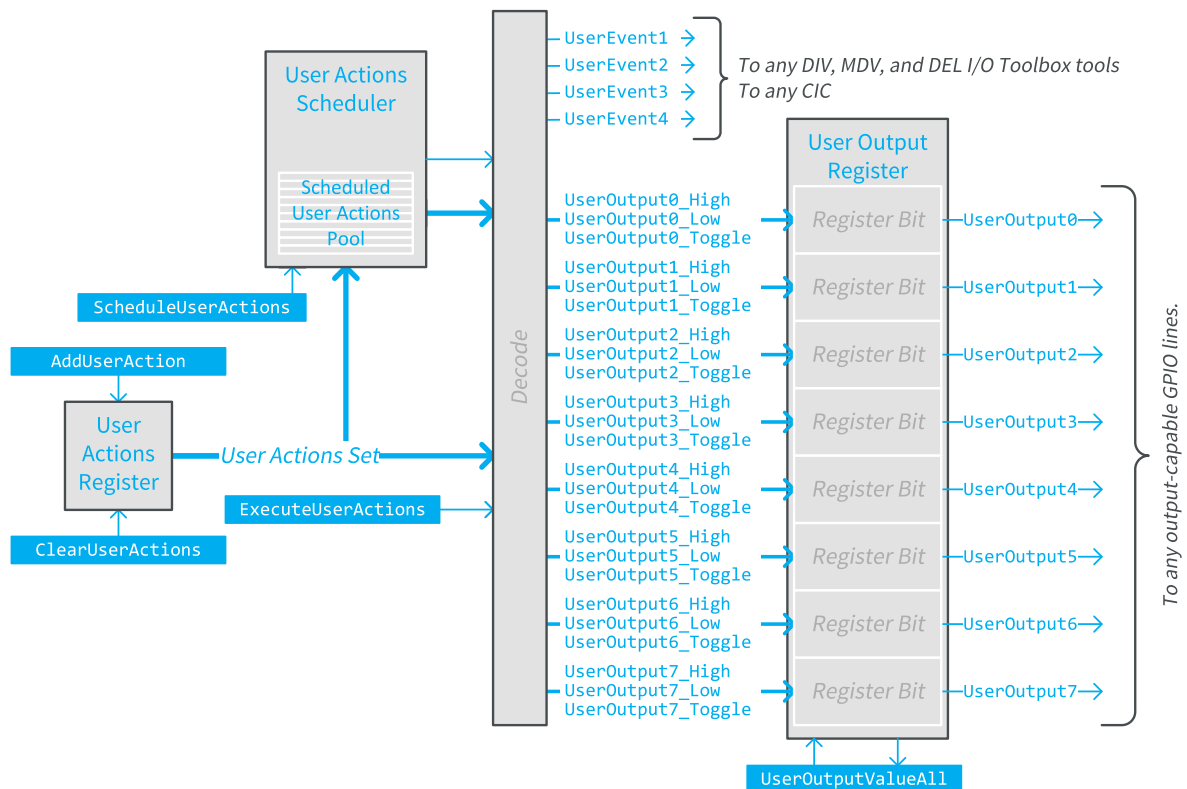 User Actions
Scheduler
Scheduled
User Actions
Pool
ScheduleUserActions
AddUserAction
User
Actions
Register
ClearUserActions
User Actions Set
ExecuteUserActions
Decode
UserEvent1
UserEvent2
UserEvent3
UserEvent4
To any DIV, MDV, and DEL I/O Toolbox tools
To any CIC
UserOutput0_High
UserOutput0_Low
UserOutput0_Toggle
UserOutput1_High
UserOutput1_Low
UserOutput1_Toggle
UserOutput2_High
UserOutput2_Low
UserOutput2_Toggle
UserOutput3_High
UserOutput3_Low
UserOutput3_Toggle
UserOutput4_High
UserOutput4_Low
UserOutput4_Toggle
UserOutput5_High
UserOutput5_Low
UserOutput5_Toggle
UserOutput6_High
UserOutput6_Low
UserOutput6_Toggle
UserOutput7_High
UserOutput7_Low
UserOutput7_Toggle
User Output
Register
Register Bit
Register Bit
Register Bit
Register Bit
Register Bit
Register Bit
Register Bit
Register Bit
UserOutput0
UserOutput1
UserOutput2
UserOutput3
UserOutput4
UserOutput5
UserOutput6
UserOutput7
To any output-capable GPIO lines.
UserOutputValueAll